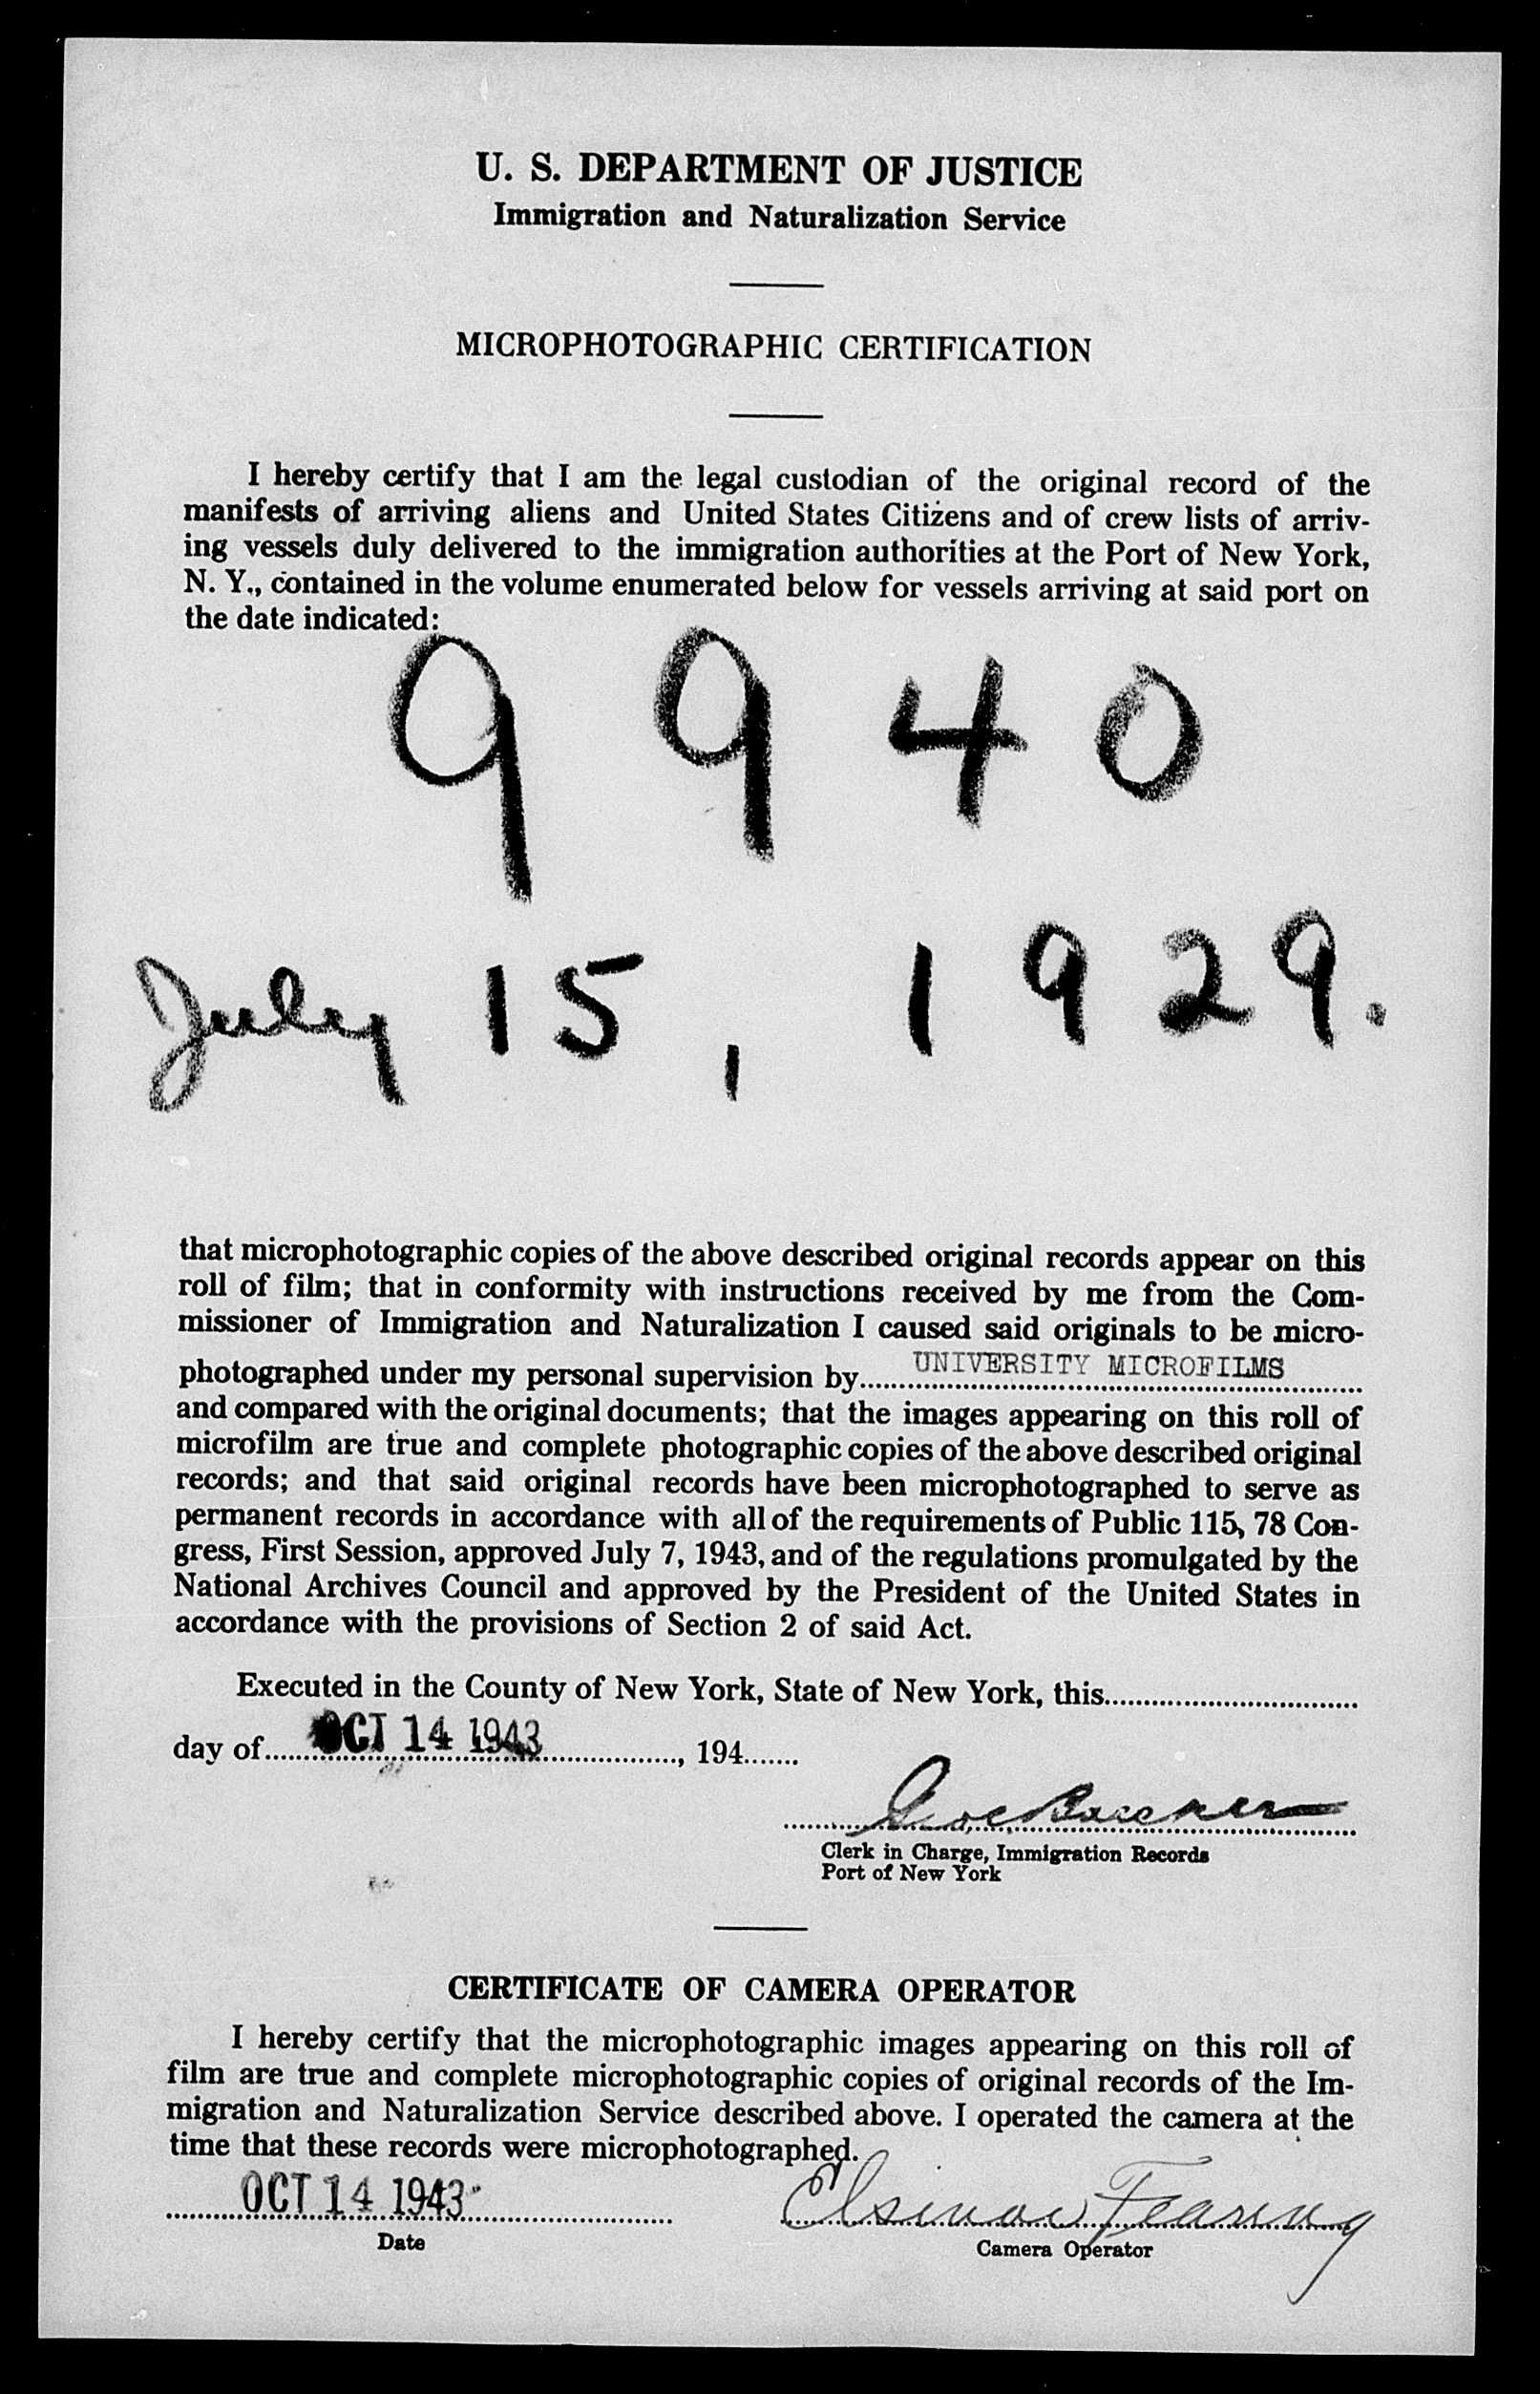 U. S. DEPARTMENT OF JUSTICE
Immigration and Naturalization Service
MICROPHOTOGRAPHIC CERTIFICATION
I hereby certify that I am the legal custodian of the original record of the
manifests of arriving aliens and United States Citizens and of crew lists of arriv-
ing vessels duly delivered to the immigration authorities at the Port of New York,
N. Y., contained in the volume enumerated below for vessels arriving at said port on
the date indicated:
9940
July 15, 1929.
that microphotographic copies of the above described original records appear on this
roll of film; that in conformity with instructions received by me from the Com-
missioner of Immigration and Naturalization I caused said originals to be micro-
photographed under my personal supervision by UNIVERSITY MICROFILMS
and compared with the original documents; that the images appearing on this roll of
microfilm are true and complete photographic copies of the above described original
records; and that said original records have been microphotographed to serve as
permanent records in accordance with all of the requirements of Public 115, 78 Con-
gress, First Session, approved July 7, 1943, and of the regulations promulgated by the
National Archives Council and approved by the President of the United States in
accordance with the provisions of Section 2 of said Act.
Executed in the County of New York, State of New York, this
day of OCT 14 1943, 194
Clerk in Charge, Immigration Records
Port of New York
CERTIFICATE OF CAMERA OPERATOR
I hereby certify that the microphotographic images appearing on this roll of
film are true and complete microphotographic copies of original records of the Im-
migration and Naturalization Service described above. I operated the camera at the
time that these records were microphotographed.
OCT 14 1943 Fearing
Date
Camera Operator